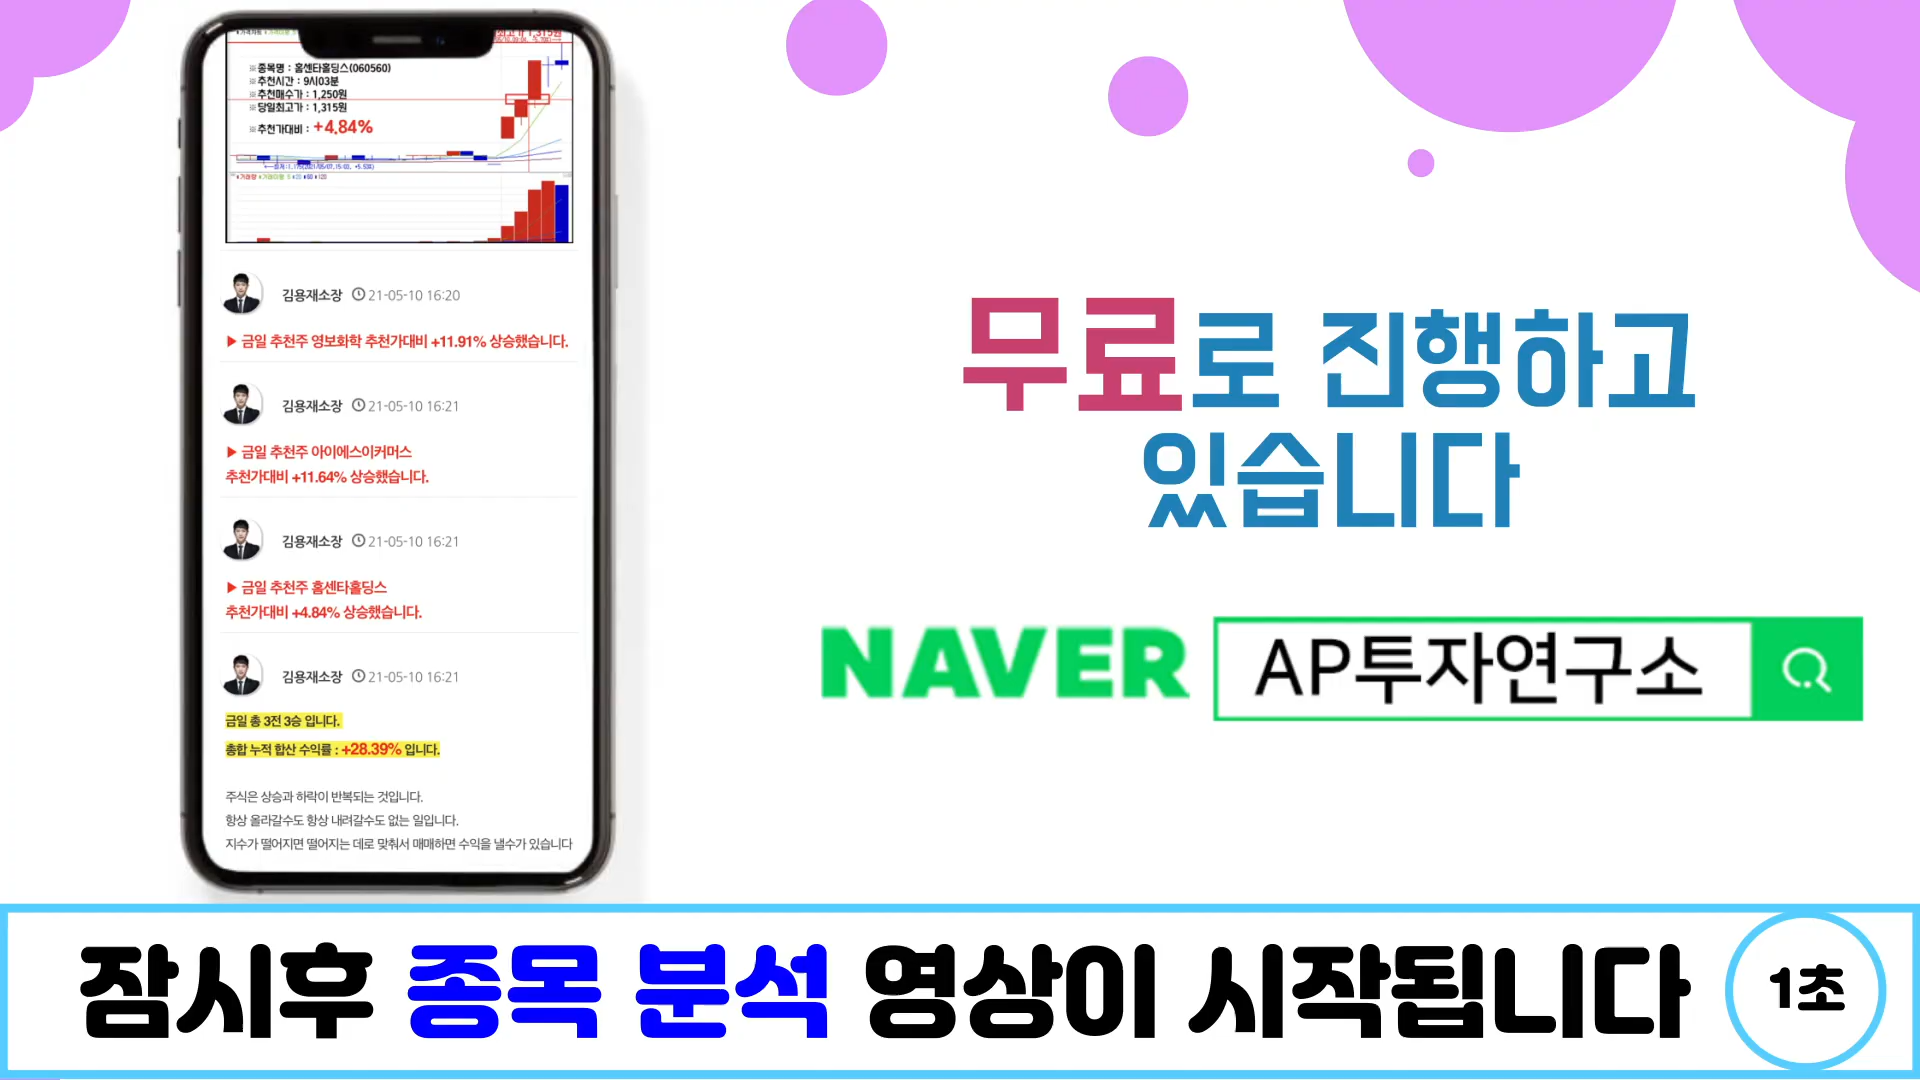 ※종목명 : 홈센타홀딩스(060560)
※추천시간 : 9시03분
※추천매수가 : 1,250원
※당일최고가 : 1,315원
※추천가대비 : +4.84%
김용재소장 21-05-10 16:20
▶ 금일 추천주 영보화학 추천가대비 +11.91% 상승했습니다.
김용재소장 21-05-10 16:21
▶ 금일 추천주 아이에스이커머스
추천가대비 +11.64% 상승했습니다.
김용재소장 21-05-10 16:21
▶ 금일 추천주 홈센타홀딩스
추천가대비 +4.84% 상승했습니다.
김용재소장 21-05-10 16:21
금일 총 3전 3승 입니다.
총합 누적 합산 수익률 : +28.39% 입니다.
주식은 상승과 하락이 반복되는 것입니다.
항상 올라갈수도 항상 내려갈수도 없는 일입니다.
지수가 떨어지면 떨어지는 데로 맞춰서 매매하면 수익을 낼수가 있습니다
무료로 진행하고
있습니다
NAVER AP투자연구소
잠시후 종목 분석 영상이 시작됩니다 1초